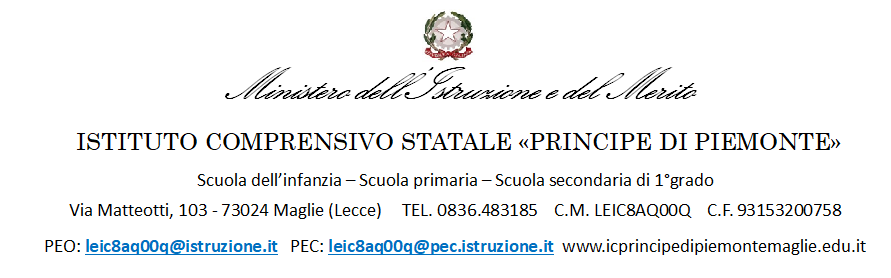 Ministero dell'Istruzione e del Merito
ISTITUTO COMPRENSIVO STATALE «PRINCIPE DI PIEMONTE»
Scuola dell'infanzia – Scuola primaria – Scuola secondaria di 1°grado
Via Matteotti, 103 - 73024 Maglie (Lecce) TEL. 0836.483185 C.M. LEIC8AQ00Q C.F. 93153200758
PEO: leic8aq00q@istruzione.it PEC: leic8aq00q@pec.istruzione.it www.icprincipedipiemontemaglie.edu.it